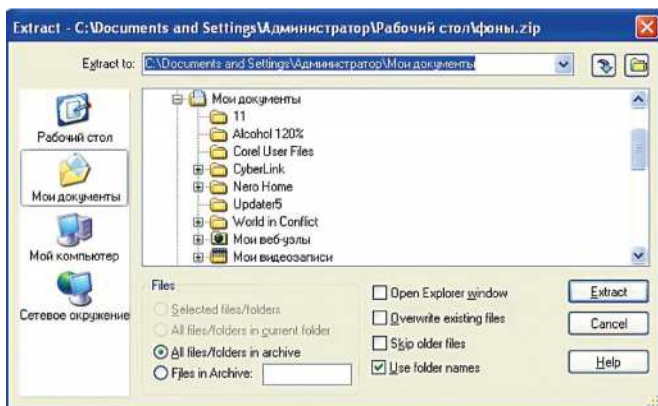 Extract - C:\Documents and Settings\Администратор\Рабочий стол\фоны.zip
Extract to: C:\Documents and Settings\Администратор\Мои документы
Рабочий стол
Мои документы
Мой компьютер
Сетевое окружение
Мои документы
11
Alcohol 120%
Corel User Files
CyberLink
Nero Home
Updater5
World in Conflict
Мои веб-узлы
Мои видеозаписи
Files
Selected files/folders
All files/folders in current folder
All files/folders in archive
Files in Archive:
Open Explorer window
Overwrite existing files
Skip older files
Use folder names
Extract
Cancel
Help